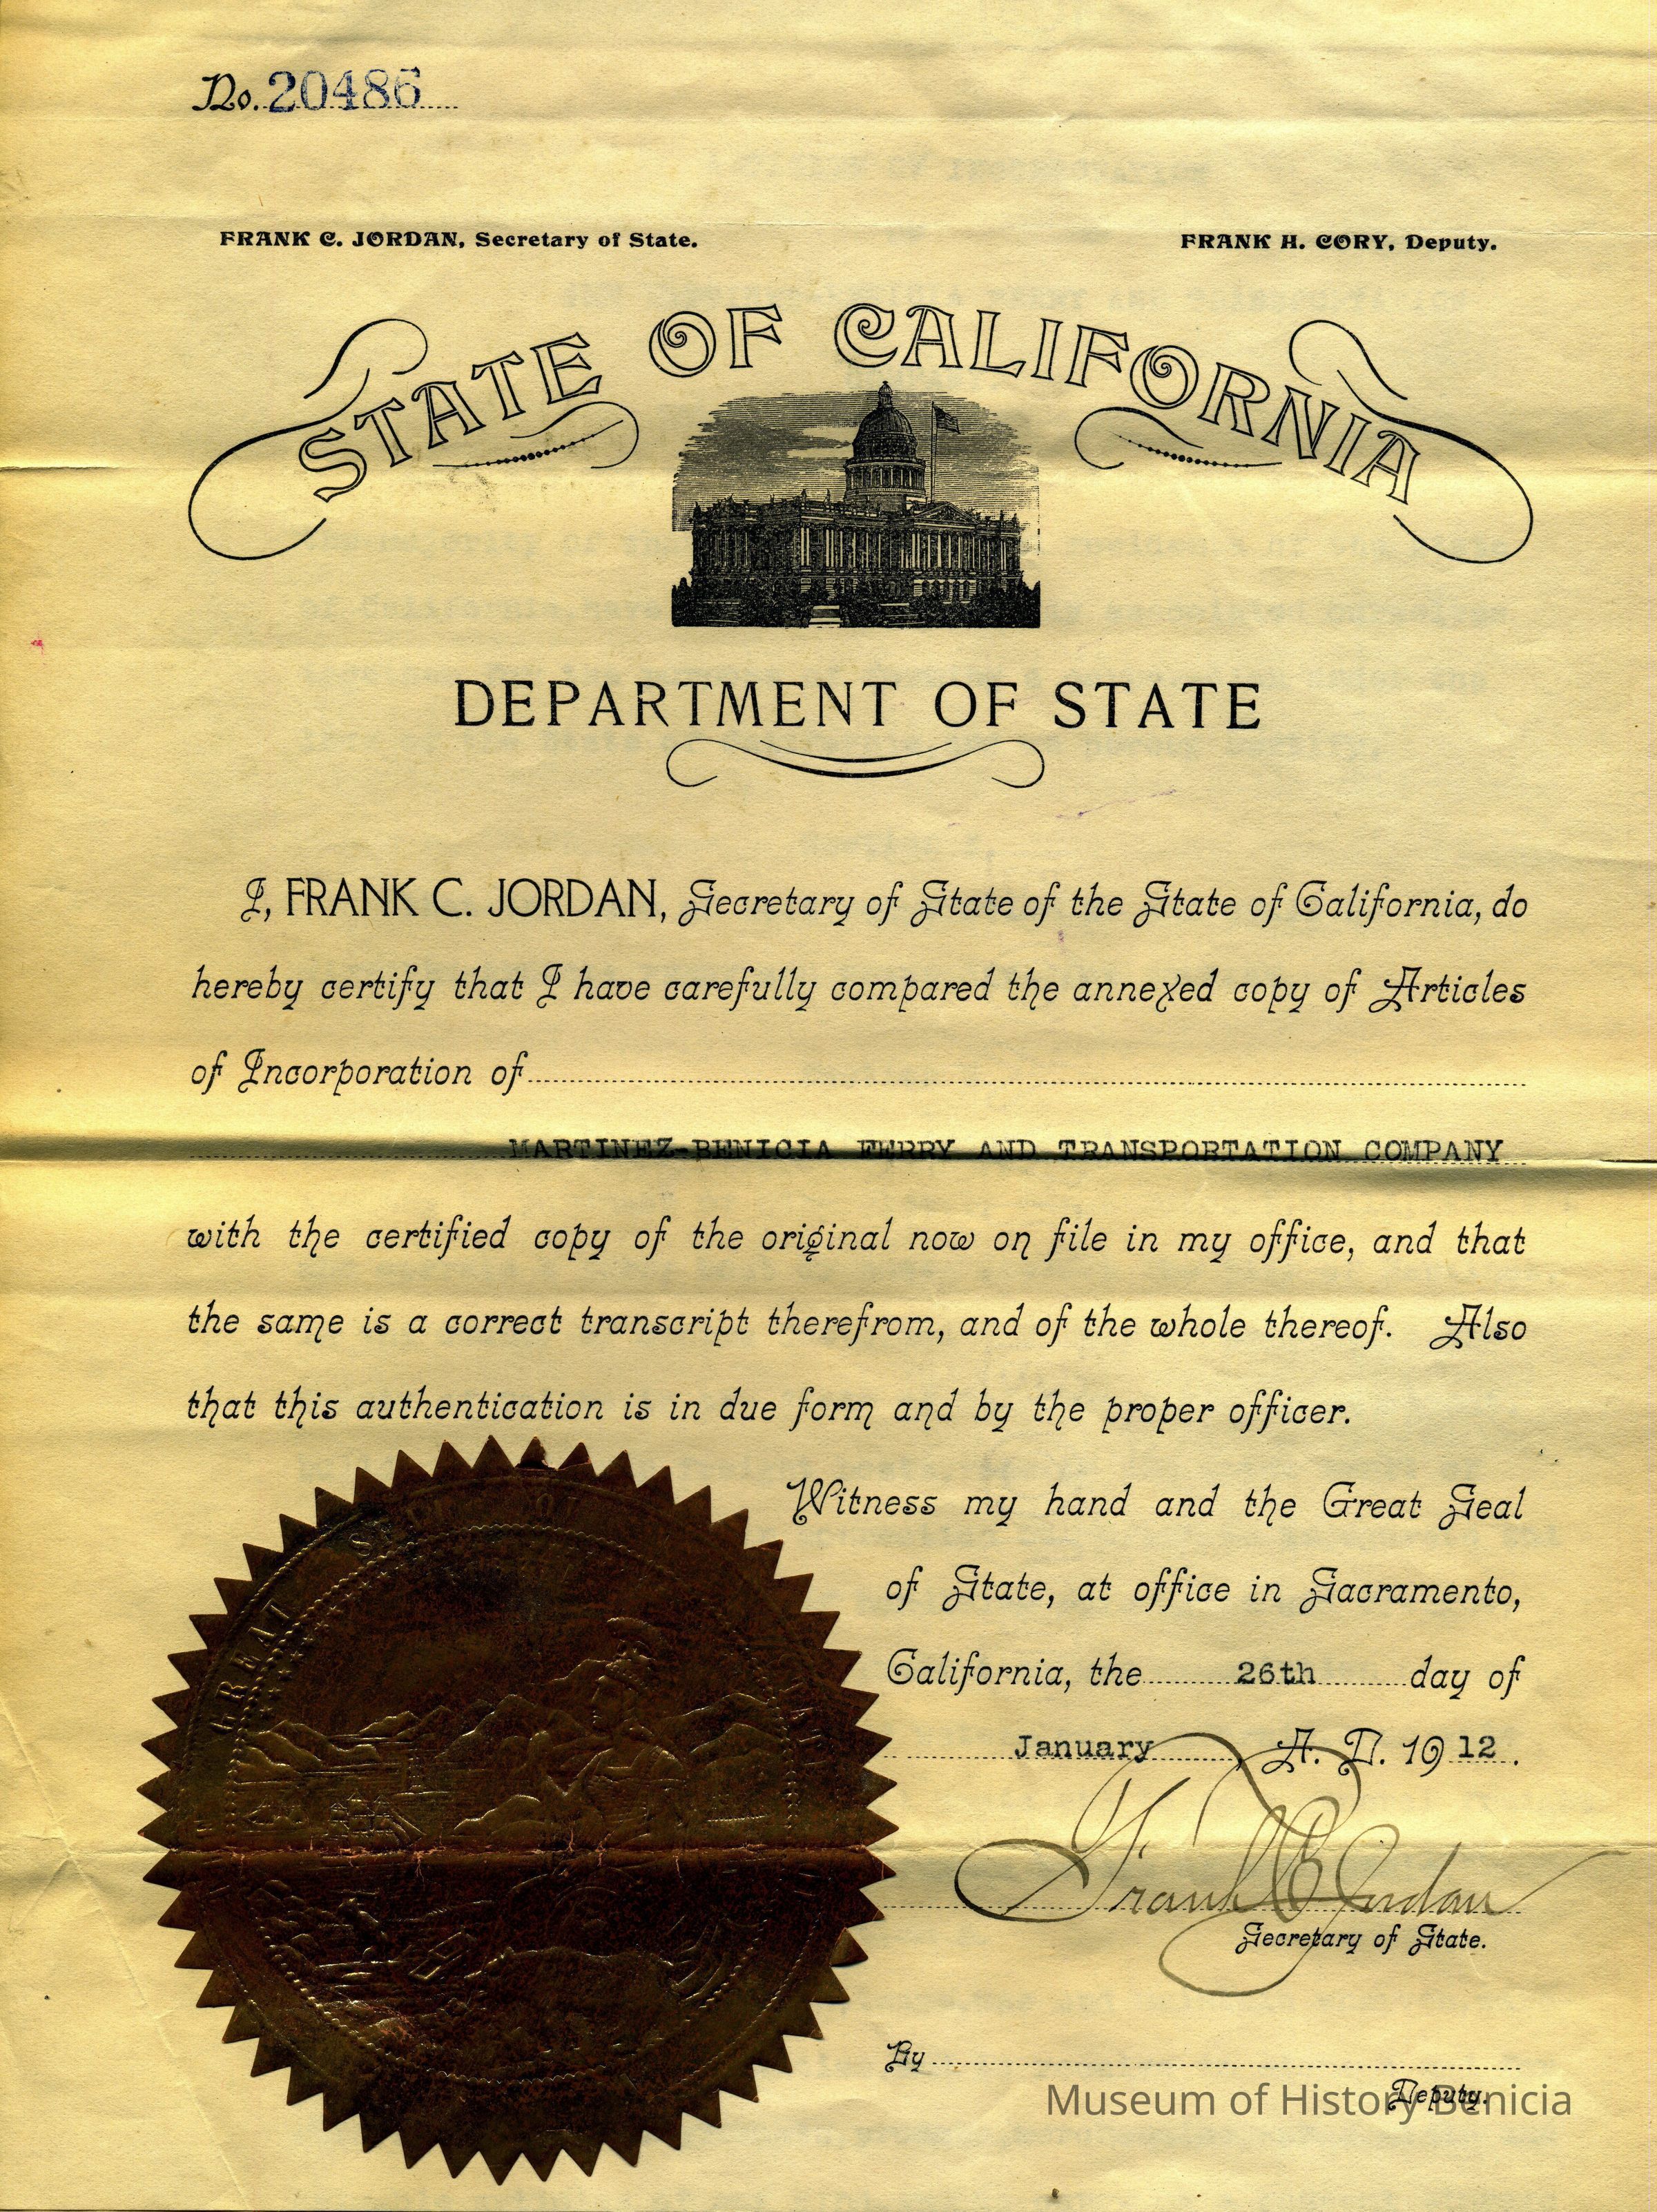 No. 20486
FRANK C. JORDAN, Secretary of State.
FRANK H. CORY, Deputy.
STATE OF CALIFORNIA
DEPARTMENT OF STATE
I, FRANK C. JORDAN, Secretary of State of the State of California, do
hereby certify that I have carefully compared the annexed copy of Articles
of Incorporation of
MARTINEZ-BENICIA FERRY AND TRANSPORTATION COMPANY
with the certified copy of the original now on file in my office, and that
the same is a correct transcript therefrom, and of the whole thereof. Also
that this authentication is in due form and by the proper officer.
Witness my hand and the Great Seal
of State, at office in Sacramento,
California, the 26th day of
January, A. D. 1912.
Frank C Jordan
Secretary of State.
By
Deputy.
GREAT
Museum of History Benicia